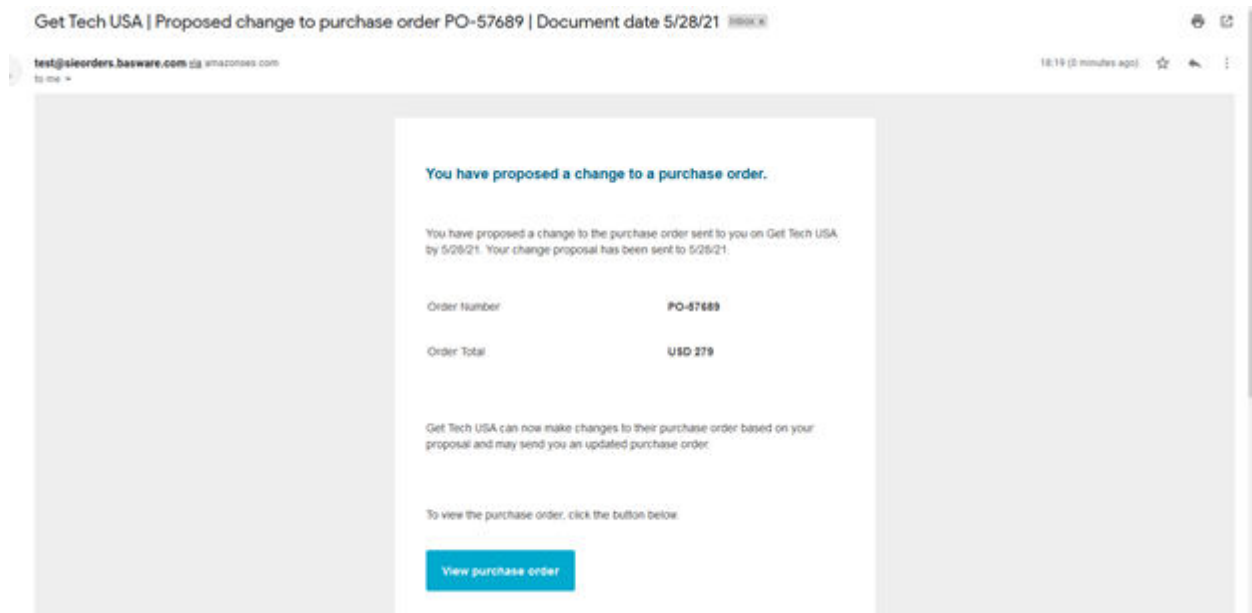 Get Tech USA | Proposed change to purchase order PO-57689 | Document date 5/28/21 Inbox x
test@sieorders.basware.com via amazonses.com
18:19 (0 minutes ago)
to me
You have proposed a change to a purchase order.
You have proposed a change to the purchase order sent to you on Get Tech USA
by 5/28/21. Your change proposal has been sent to 5/28/21.
Order Number PO-57689
Order Total USD 279
Get Tech USA can now make changes to their purchase order based on your
proposal and may send you an updated purchase order.
To view the purchase order, click the button below.
View purchase order